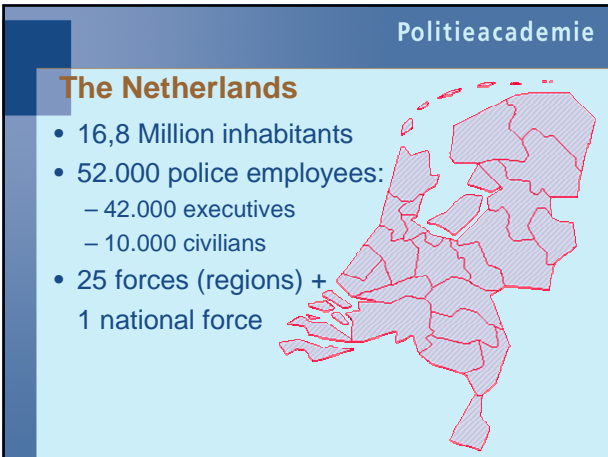 Politieacademie
The Netherlands
• 16,8 Million inhabitants
• 52.000 police employees:
– 42.000 executives
– 10.000 civilians
• 25 forces (regions) +
1 national force